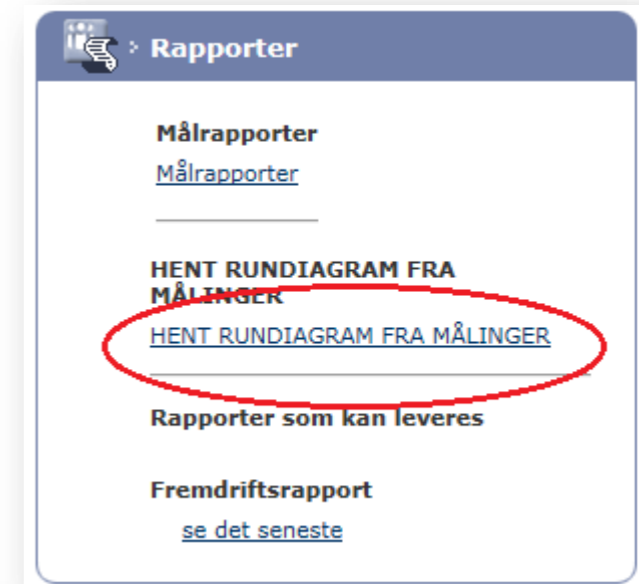 Rapporter
Målrapporter
Målrapporter
HENT RUNDIAGRAM FRA
MÅLINGER
HENT RUNDIAGRAM FRA MÅLINGER
Rapporter som kan leveres
Fremdriftsrapport
se det seneste